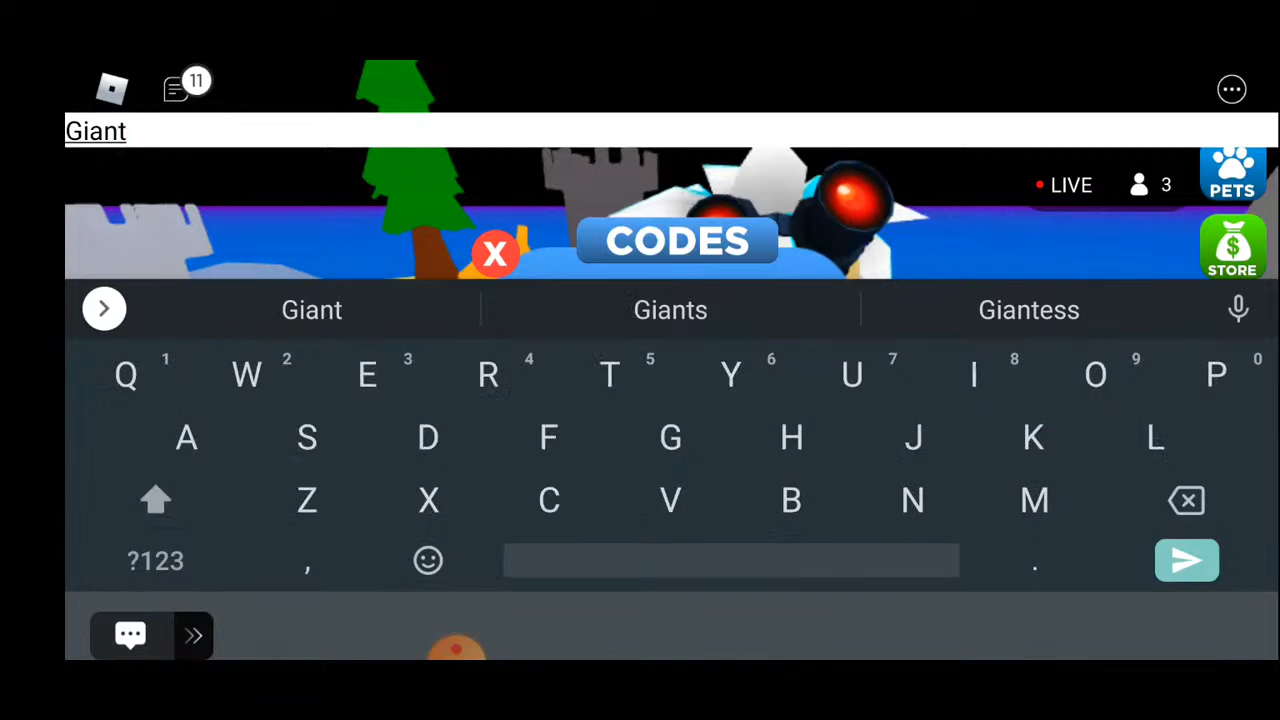 11
Giant
LIVE 3
PETS
CODES
X
STORE
Giant Giants Giantess
Q 1 W 2 E 3 R 4 T 5 Y 6 U 7 I 8 O 9 P 0
A S D F G H J K L
Z X C V B N M
?123 , .